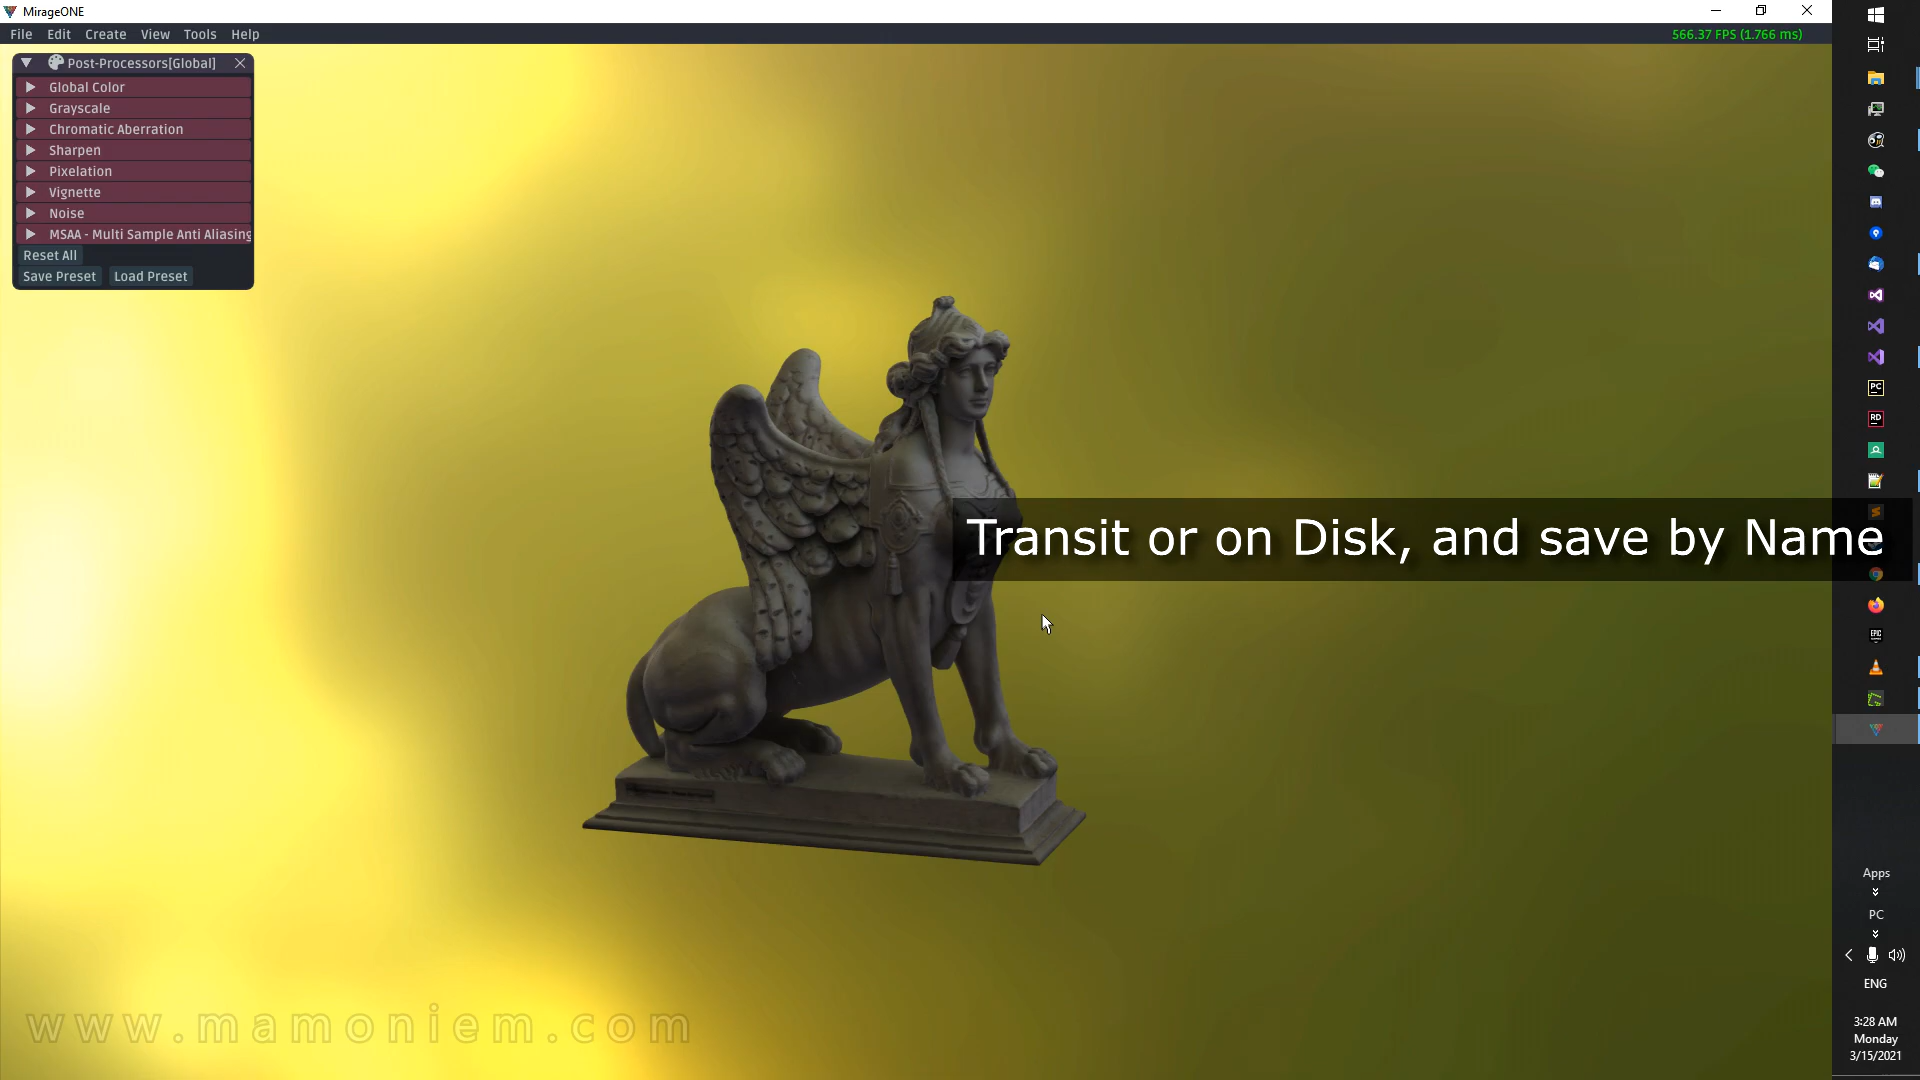 MirageONE
File Edit Create View Tools Help
566.37 FPS (1.766 ms)
Post-Processors[Global]
Global Color
Grayscale
Chromatic Aberration
Sharpen
Pixelation
Vignette
Noise
MSAA - Multi Sample Anti Aliasing
Reset All
Save Preset Load Preset
Transit or on Disk, and save by Name
www.mamoniem.com
PC
RD
EPIC
Apps
PC
ENG
3:28 AM
Monday
3/15/2021